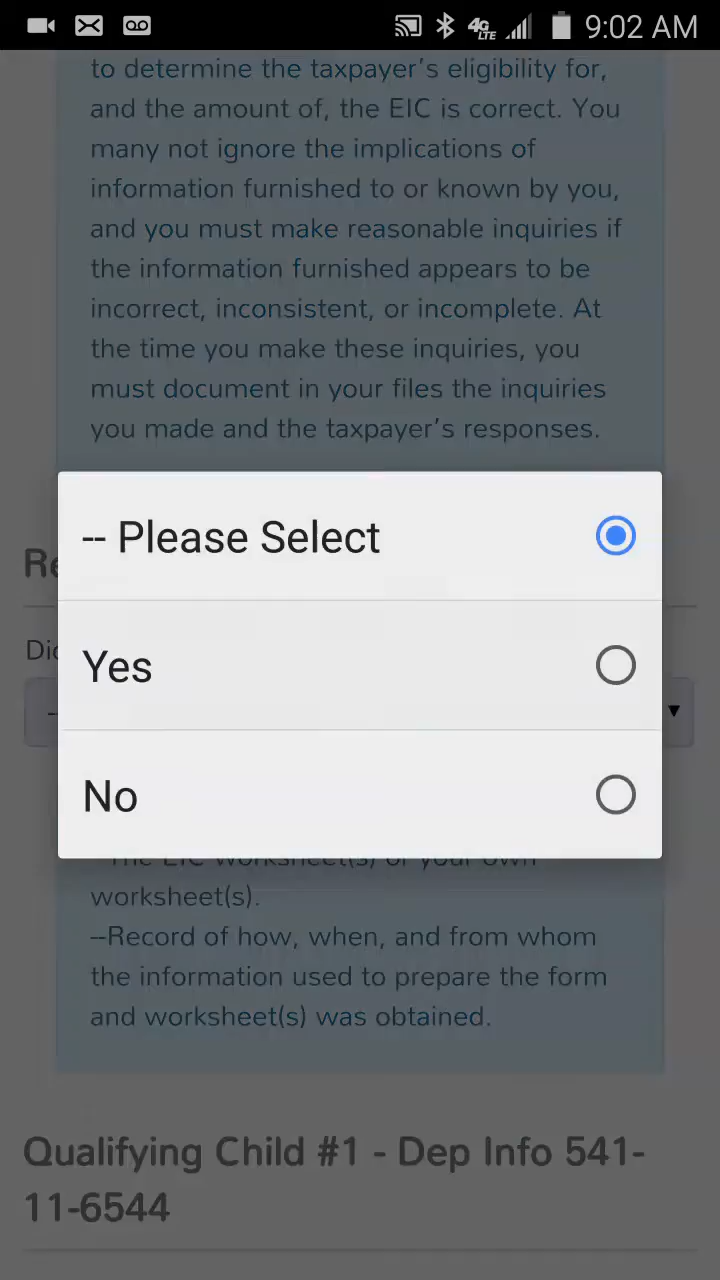 4G LTE 9:02 AM
to determine the taxpayer's eligibility for,
and the amount of, the EIC is correct. You
many not ignore the implications of
information furnished to or known by you,
and you must make reasonable inquiries if
the information furnished appears to be
incorrect, inconsistent, or incomplete. At
the time you make these inquiries, you
must document in your files the inquiries
you made and the taxpayer's responses.
-- Please Select
Yes
No
worksheet(s).
--Record of how, when, and from whom
the information used to prepare the form
and worksheet(s) was obtained.
Qualifying Child #1 - Dep Info 541-
11-6544